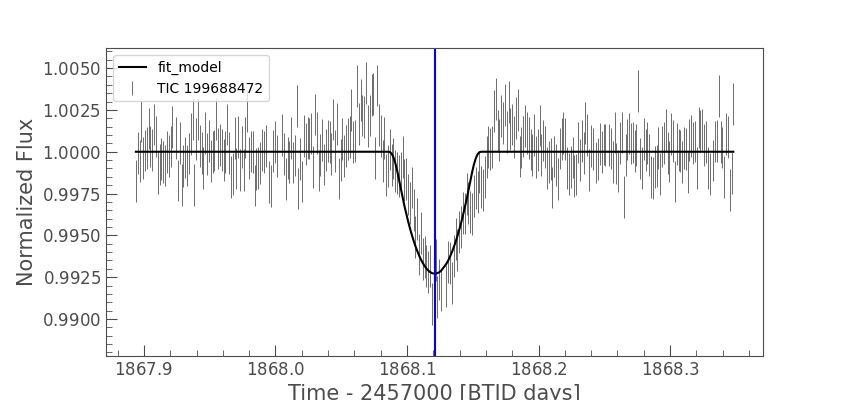 fit_model
TIC 199688472
1.0050
1.0025
1.0000
0.9975
0.9950
0.9925
0.9900
Normalized Flux
1867.9 1868.0 1868.1 1868.2 1868.3
Time - 2457000 [BTJD days]